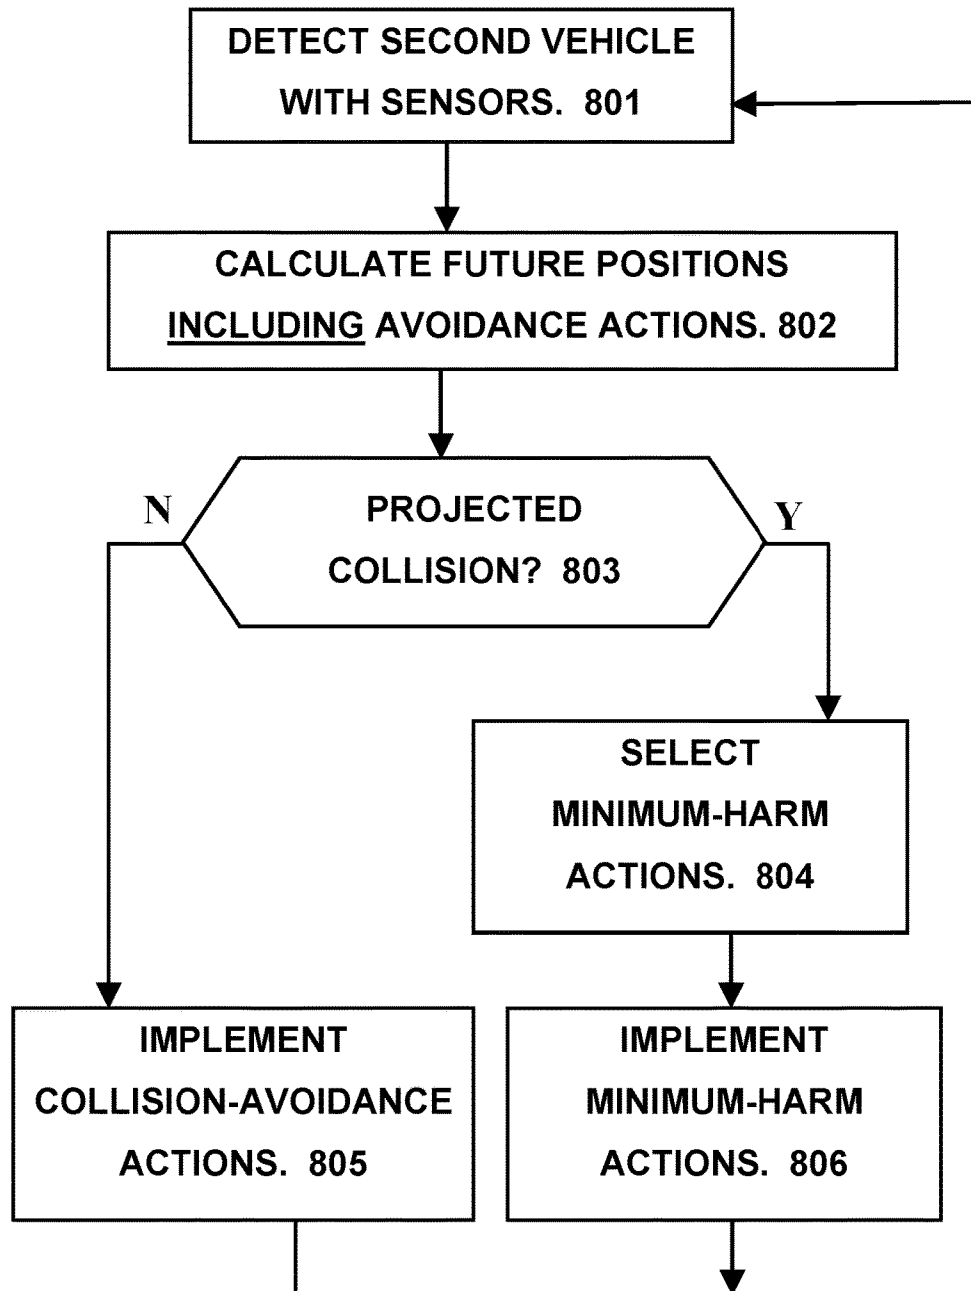 DETECT SECOND VEHICLE
WITH SENSORS. 801
CALCULATE FUTURE POSITIONS
INCLUDING AVOIDANCE ACTIONS. 802
N
PROJECTED
Y
COLLISION? 803
SELECT
MINIMUM-HARM
ACTIONS. 804
IMPLEMENT
COLLISION-AVOIDANCE
ACTIONS. 805
IMPLEMENT
MINIMUM-HARM
ACTIONS. 806